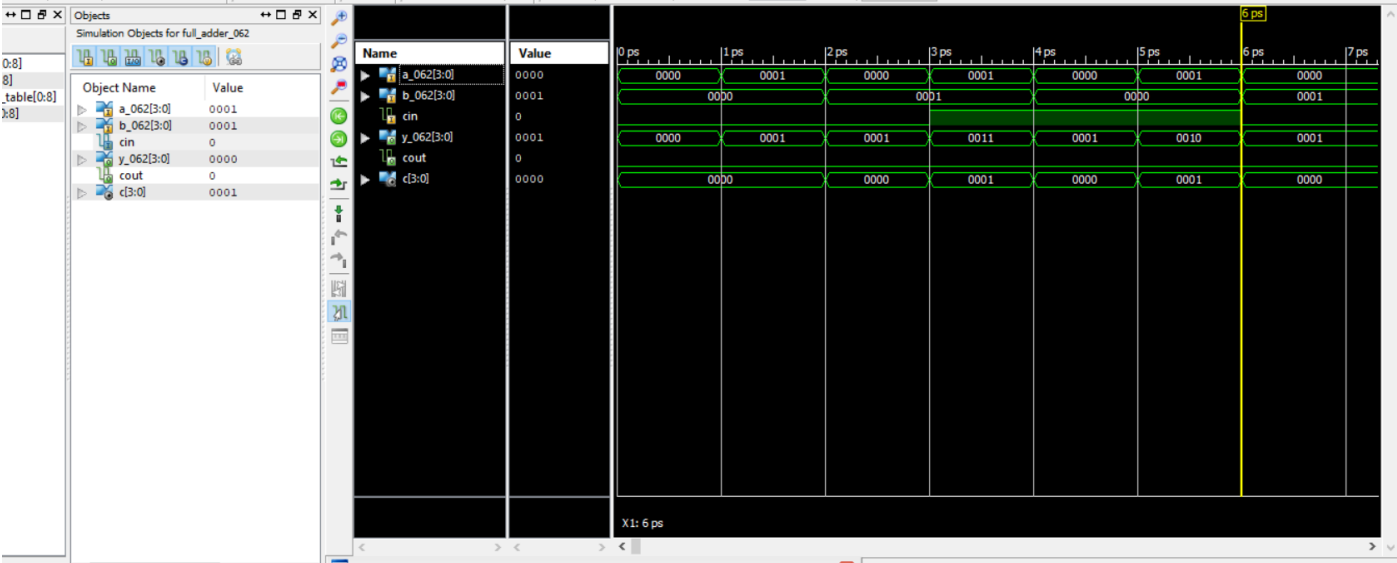 Objects
Simulation Objects for full_adder_062
0:8]
8]
_table[0:8]
0:8]
Object Name Value
a_062[3:0] 0001
b_062[3:0] 0001
cin 0
y_062[3:0] 0000
cout 0
c[3:0] 0001
Name Value
a_062[3:0] 0000
b_062[3:0] 0001
cin 0
y_062[3:0] 0001
cout 0
c[3:0] 0000
6 ps
0 ps 1 ps 2 ps 3 ps 4 ps 5 ps 6 ps 7 ps
0000 0001 0000 0001 0000 0001 0000
0000 0001 0000 0001
0000 0001 0001 0011 0001 0010 0001
0000 0000 0001 0000 0001 0000
X1: 6 ps